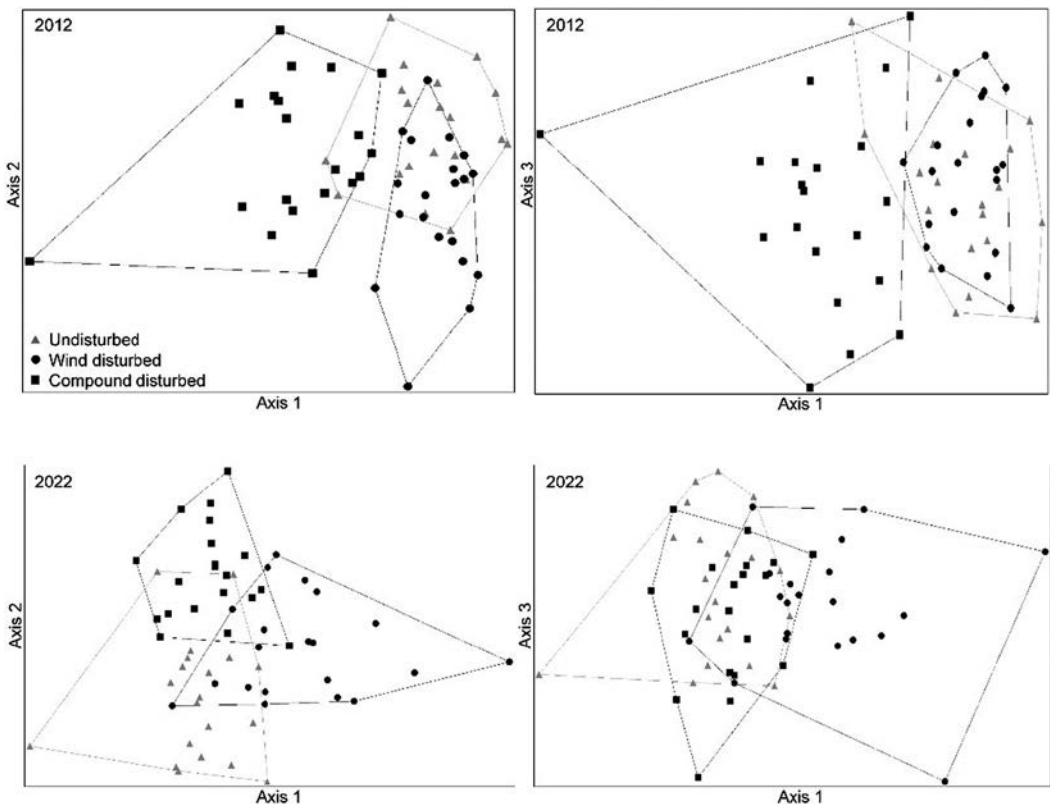 2012
Axis 2
Undisturbed
Wind disturbed
Compound disturbed
Axis 1
2012
Axis 3
Axis 1
2022
Axis 2
Axis 1
2022
Axis 3
Axis 1